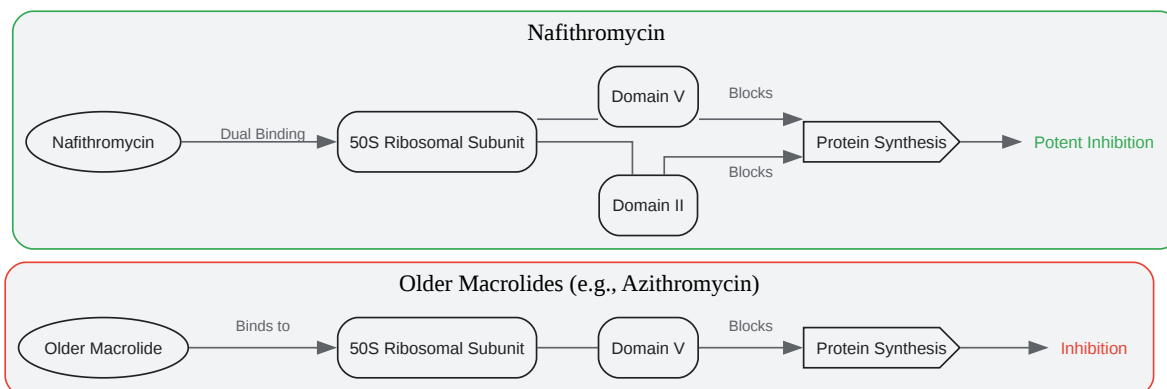 Nafithromycin
Domain V
Blocks
Nafithromycin
Dual Binding
50S Ribosomal Subunit
Protein Synthesis
Potent Inhibition
Blocks
Domain II
Older Macrolides (e.g., Azithromycin)
Older Macrolide
Binds to
50S Ribosomal Subunit
Domain V
Blocks
Protein Synthesis
Inhibition